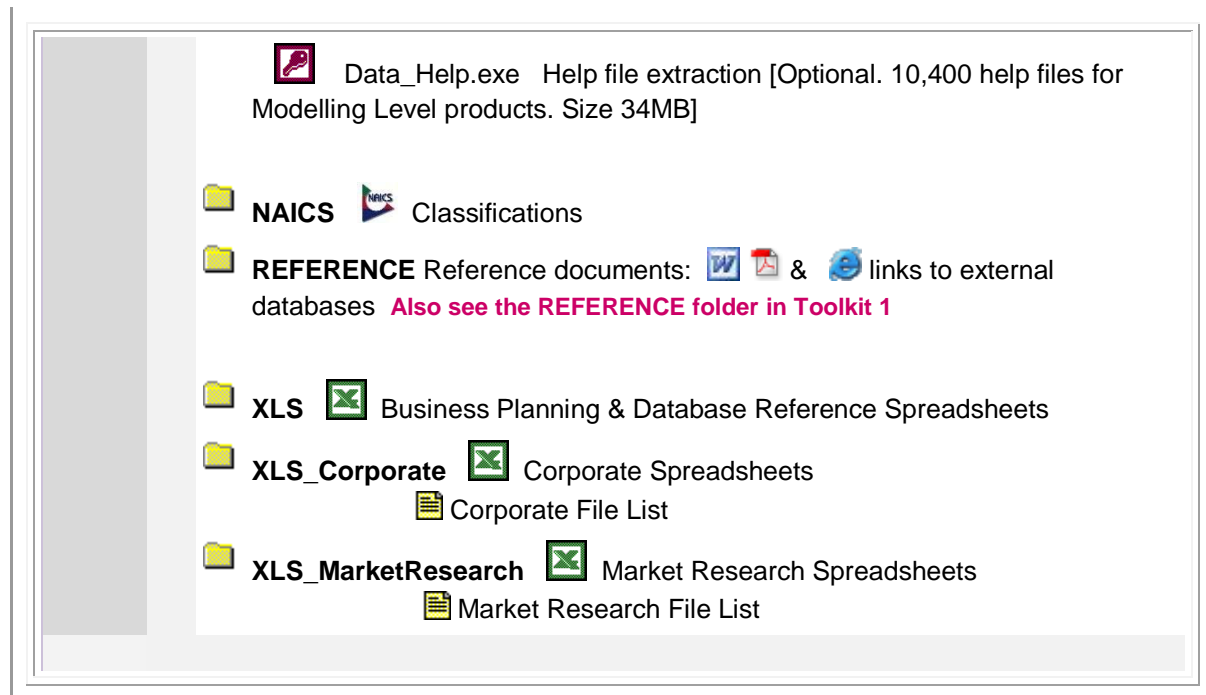 Data_Help.exe Help file extraction [Optional. 10,400 help files for
Modelling Level products. Size 34MB]
NAICS NAICS Classifications
REFERENCE Reference documents: W & e links to external
databases Also see the REFERENCE folder in Toolkit 1
XLS Business Planning & Database Reference Spreadsheets
XLS_Corporate Corporate Spreadsheets
Corporate File List
XLS_MarketResearch Market Research Spreadsheets
Market Research File List